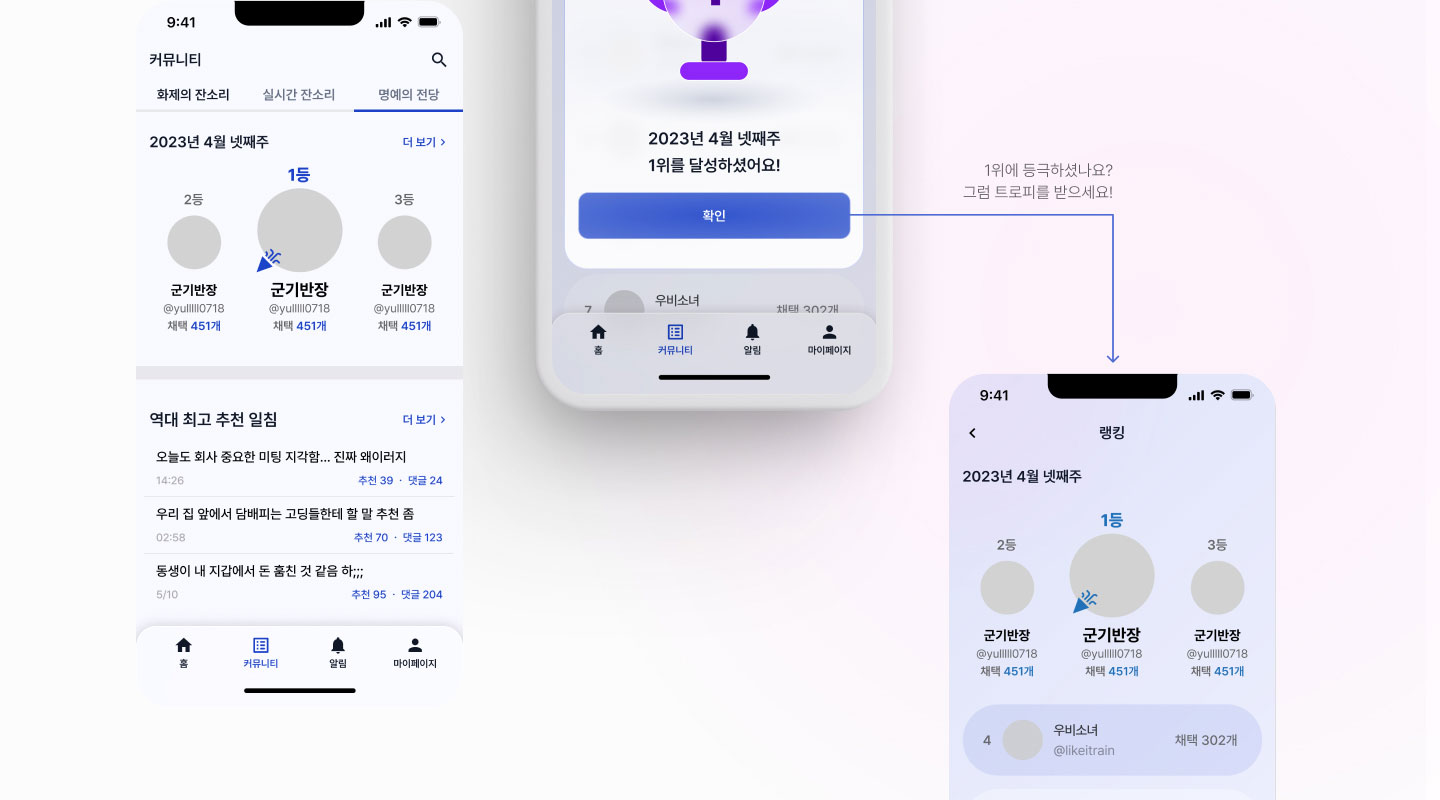 9:41
커뮤니티
화제의 잔소리 실시간 잔소리 명예의 전당
2023년 4월 넷째주 더 보기
1등
2등 3등
군기반장 군기반장 군기반장
@yulllll0718 @yulllll0718 @yulllll0718
채택 451개 채택 451개 채택 451개
역대 최고 추천 일침 더 보기
오늘도 회사 중요한 미팅 지각함... 진짜 왜이러지
14:26 추천 39 · 댓글 24
우리 집 앞에서 담배피는 고딩들한테 할 말 추천 좀
02:58 추천 70 · 댓글 123
동생이 내 지갑에서 돈 훔친 것 같음 하;;;
5/10 추천 95 · 댓글 204
홈 커뮤니티 알림 마이페이지
2023년 4월 넷째주
1위를 달성하셨어요!
확인
7 우비소녀 채택 302개
홈 커뮤니티 알림 마이페이지
1위에 등극하셨나요?
그럼 트로피를 받으세요!
9:41
랭킹
2023년 4월 넷째주
1등
2등 3등
군기반장 군기반장 군기반장
@yulllll0718 @yulllll0718 @yulllll0718
채택 451개 채택 451개 채택 451개
4 우비소녀 채택 302개
@likeitrain